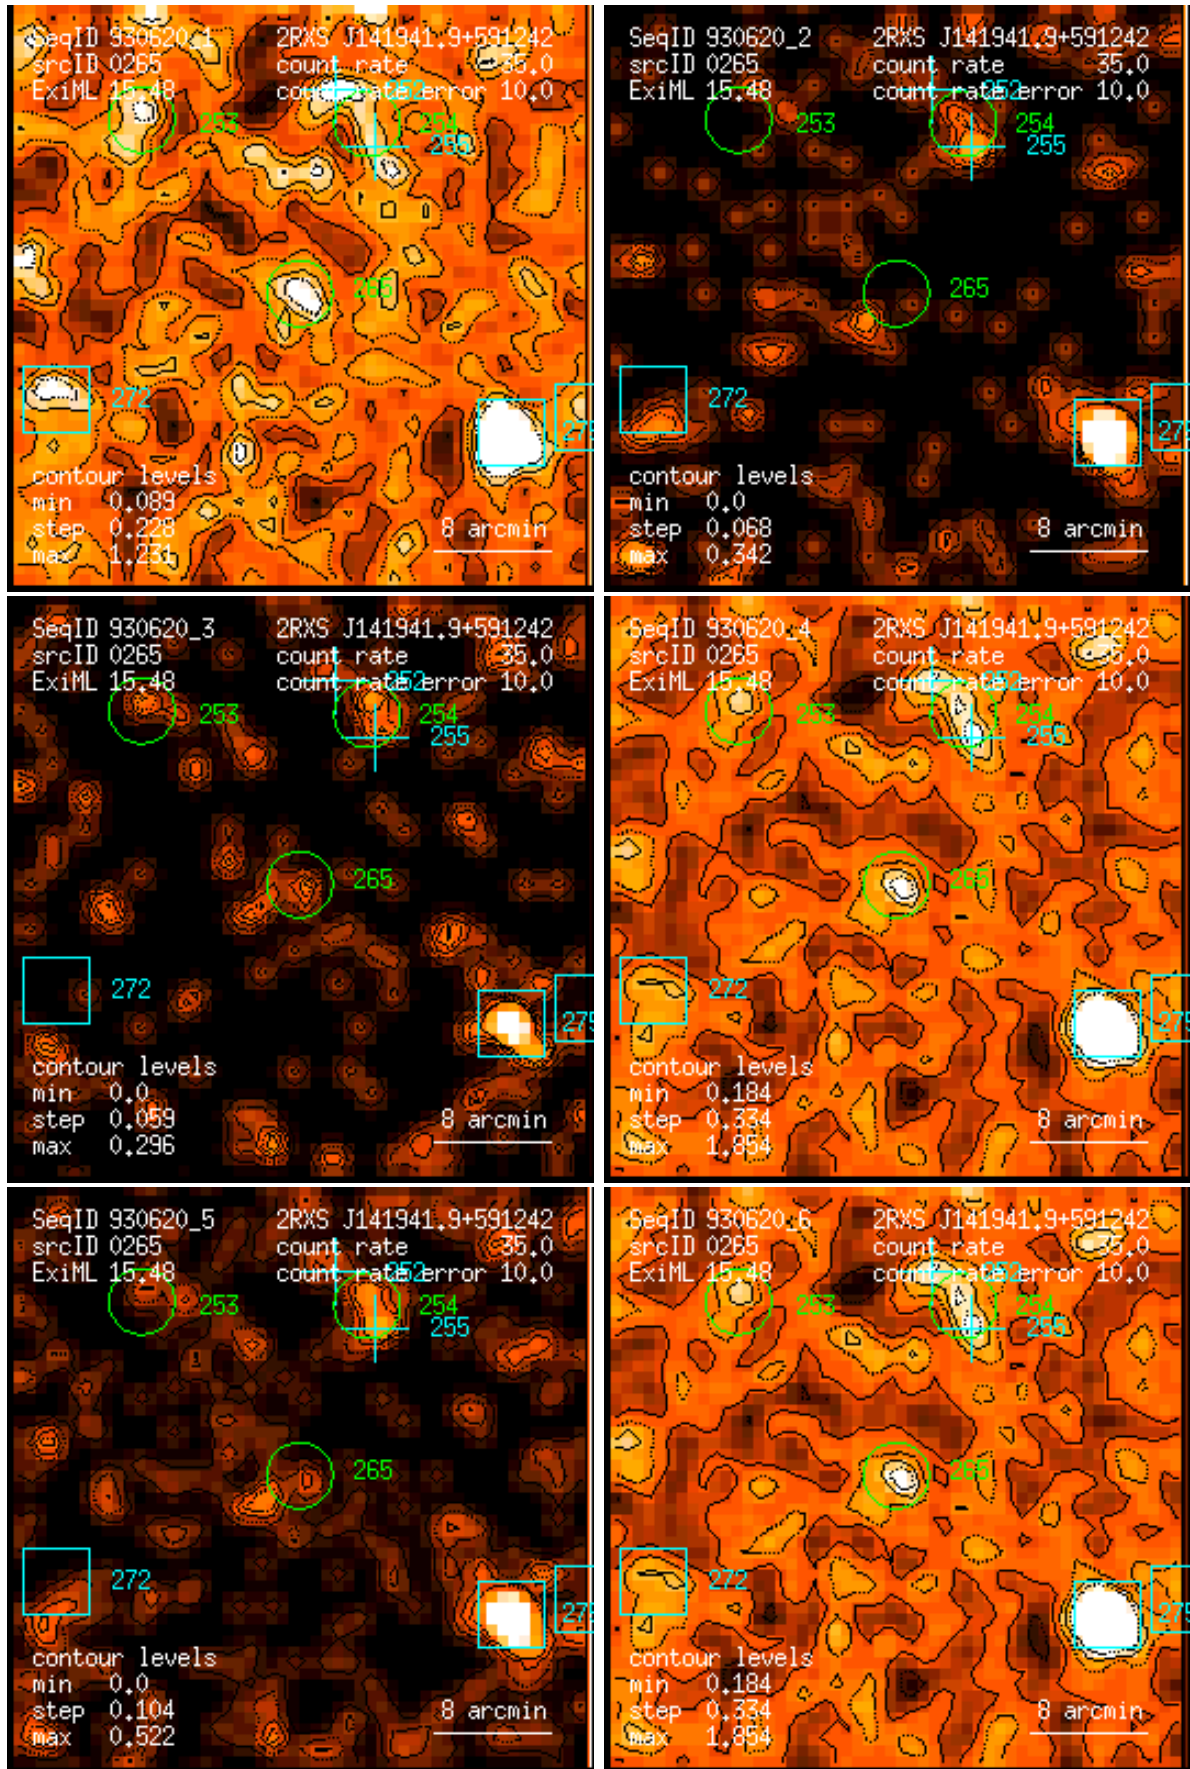 SeqID 930620_1 2RXS J141941.9+591242
srcID 0265 count rate 35.0
ExiML 15.48 count rate error 10.0
252
253 254
255
265
272
275
contour levels
min 0.089
step 0.228 8 arcmin
max 1.231
SeqID 930620_2 2RXS J141941.9+591242
srcID 0265 count rate 35.0
ExiML 15.48 count rate error 10.0
252
253 254
255
265
272
275
contour levels
min 0.0
step 0.068 8 arcmin
max 0.342
SeqID 930620_3 2RXS J141941.9+591242
srcID 0265 count rate 35.0
ExiML 15.48 count rate error 10.0
252
253 254
255
265
272
275
contour levels
min 0.0
step 0.059 8 arcmin
max 0.296
SeqID 930620_4 2RXS J141941.9+591242
srcID 0265 count rate 35.0
ExiML 15.48 count rate error 10.0
252
253 254
255
265
272
275
contour levels
min 0.184
step 0.334 8 arcmin
max 1.854
SeqID 930620_5 2RXS J141941.9+591242
srcID 0265 count rate 35.0
ExiML 15.48 count rate error 10.0
252
253 254
255
265
272
275
contour levels
min 0.0
step 0.104 8 arcmin
max 0.522
SeqID 930620_6 2RXS J141941.9+591242
srcID 0265 count rate 35.0
ExiML 15.48 count rate error 10.0
252
253 254
255
265
272
275
contour levels
min 0.184
step 0.334 8 arcmin
max 1.854